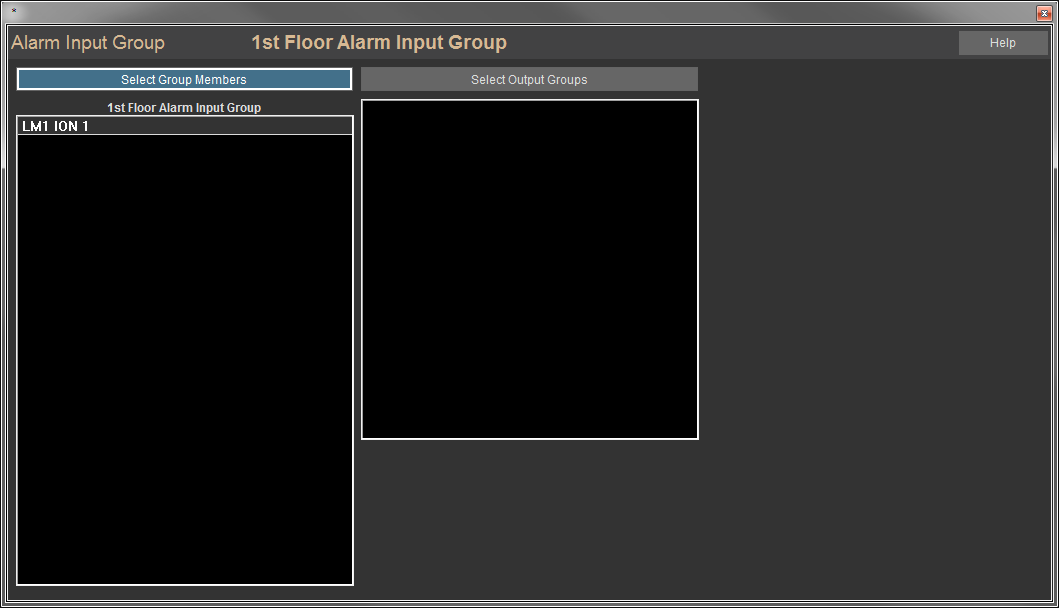 *
Alarm Input Group
1st Floor Alarm Input Group
Help
Select Group Members
Select Output Groups
1st Floor Alarm Input Group
LM1 ION 1